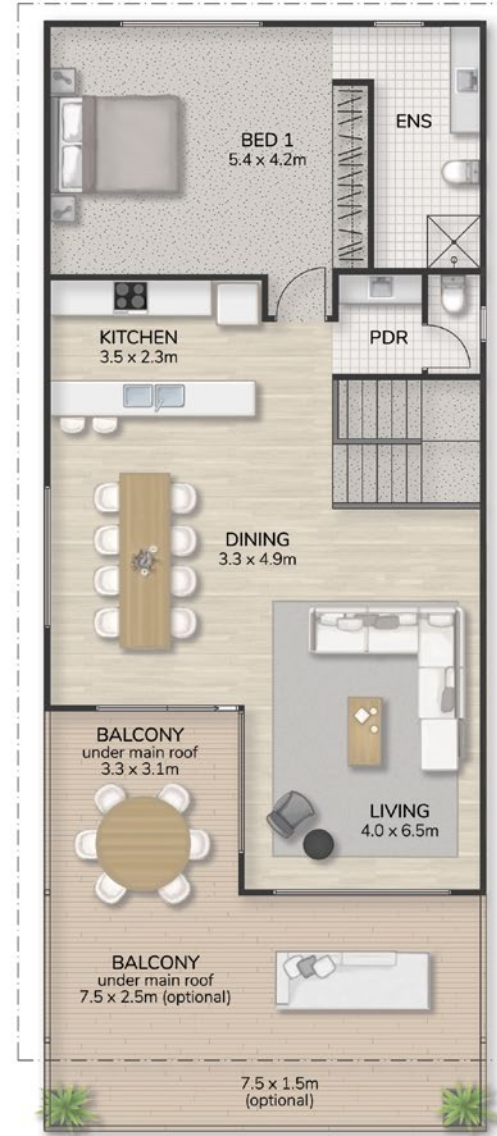 BED 1
5.4 x 4.2m
ENS
KITCHEN
3.5 x 2.3m
PDR
DINING
3.3 x 4.9m
BALCONY
under main roof
3.3 x 3.1m
LIVING
4.0 x 6.5m
BALCONY
under main roof
7.5 x 2.5m (optional)
7.5 x 1.5m
(optional)